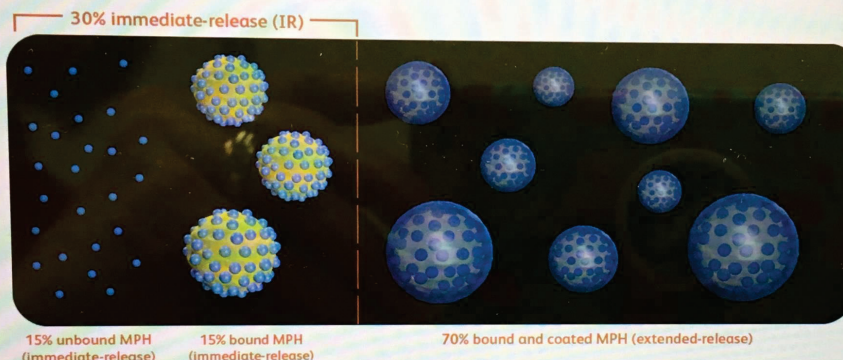 30% immediate-release (IR)
15% unbound MPH
(immediate-release)
15% bound MPH
(immediate-release)
70% bound and coated MPH (extended-release)